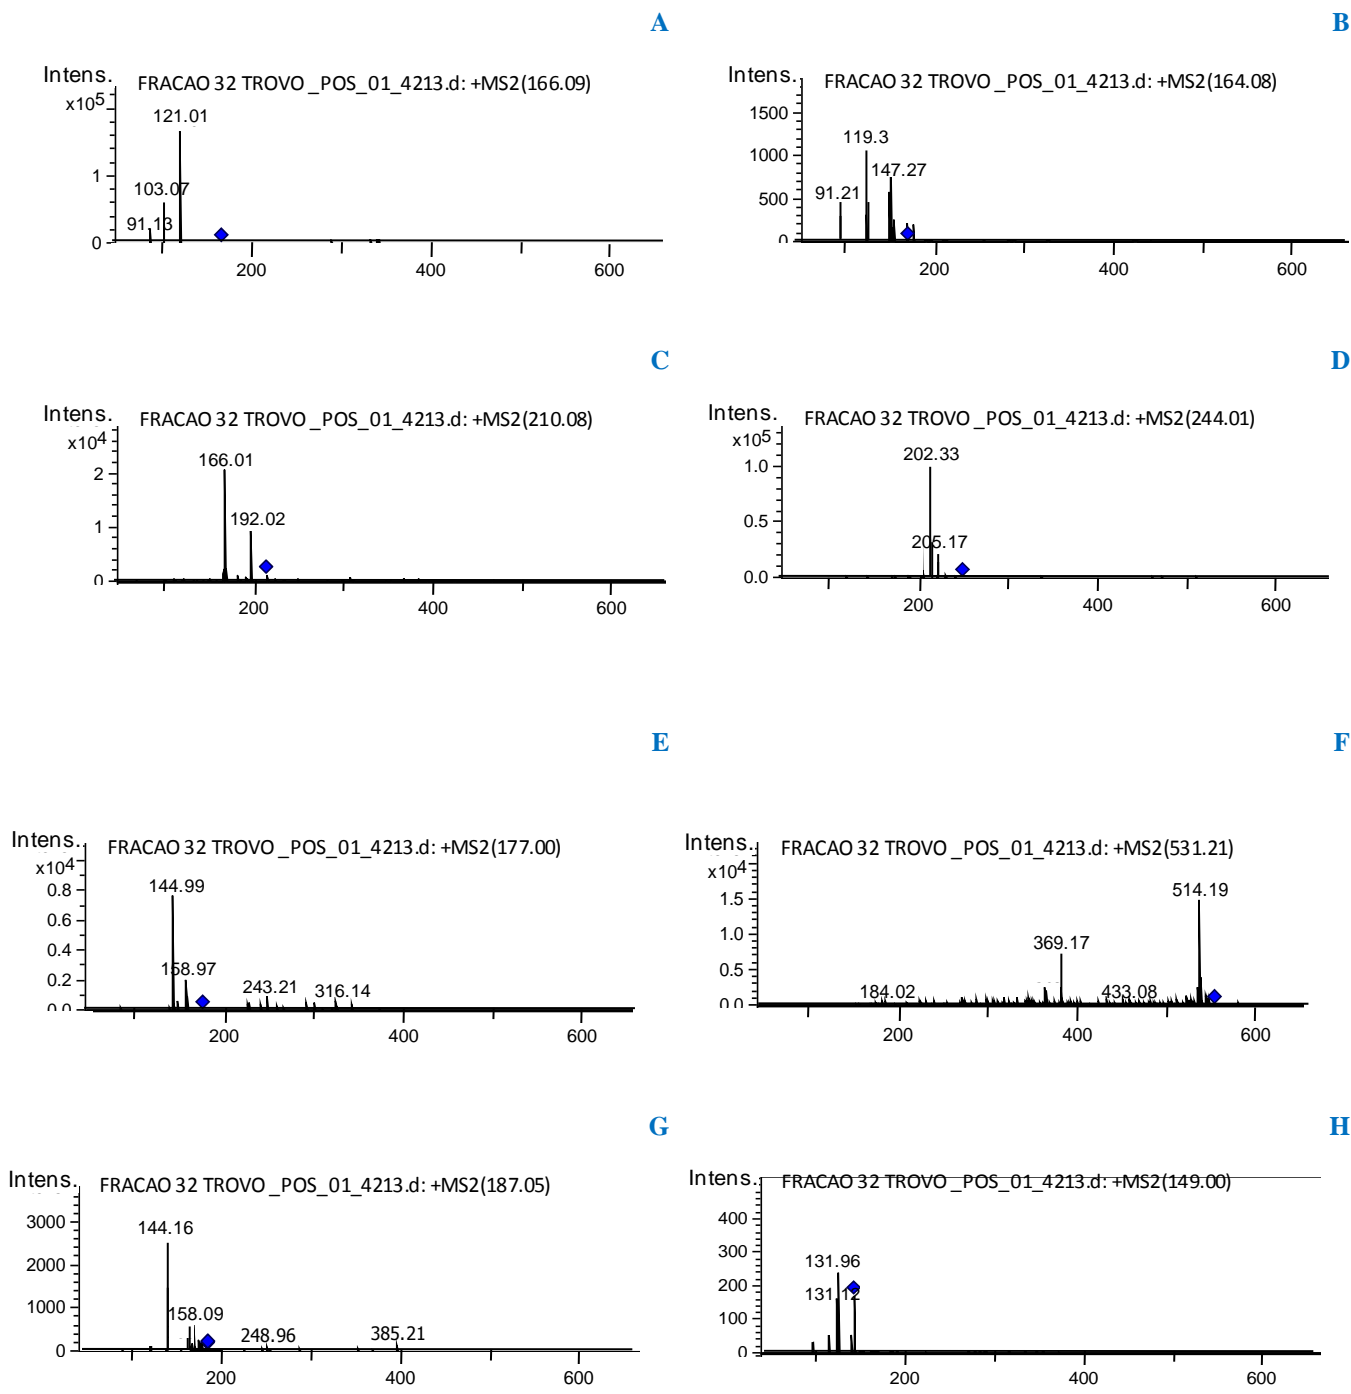 A
Intens.
x10^5
FRACAO 32 TROVO _POS_01_4213.d: +MS2(166.09)
121.01
1
103.07
91.13
0
200
400
600
B
Intens.
FRACAO 32 TROVO _POS_01_4213.d: +MS2(164.08)
1500
119.3
1000
147.27
500
91.21
0
200
400
600
C
Intens.
x10^4
FRACAO 32 TROVO _POS_01_4213.d: +MS2(210.08)
166.01
2
192.02
1
0
200
400
600
D
Intens.
x10^5
FRACAO 32 TROVO _POS_01_4213.d: +MS2(244.01)
202.33
1.0
0.5
205.17
0.0
200
400
600
E
Intens.
x10^4
FRACAO 32 TROVO _POS_01_4213.d: +MS2(177.00)
144.99
0.8
0.6
0.4
158.97
0.2
243.21
316.14
0.0
200
400
600
F
Intens.
x10^4
FRACAO 32 TROVO _POS_01_4213.d: +MS2(531.21)
514.19
1.5
1.0
369.17
0.5
184.02
433.08
0.0
200
400
600
G
Intens.
FRACAO 32 TROVO _POS_01_4213.d: +MS2(187.05)
3000
144.16
2000
1000
158.09
248.96
385.21
0
200
400
600
H
Intens.
FRACAO 32 TROVO _POS_01_4213.d: +MS2(149.00)
400
300
131.96
200
131.12
100
0
200
400
600